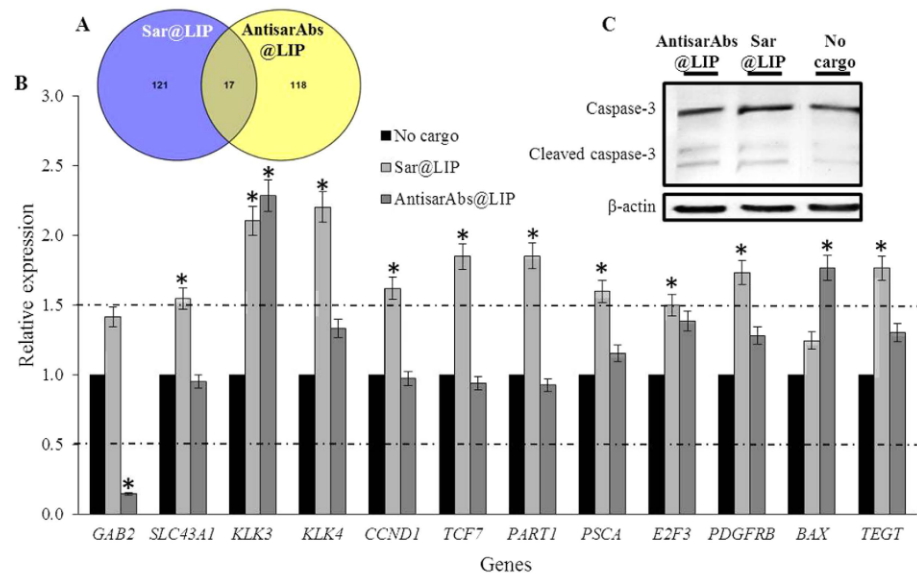 A
Sar@LIP
AntisarAbs
@LIP
121
17
118
C
AntisarAbs
@LIP
Sar
@LIP
No
cargo
Caspase-3
Cleaved caspase-3
β-actin
B
3.0
2.5
2.0
1.5
1.0
0.5
0.0
Relative expression
No cargo
Sar@LIP
AntisarAbs@LIP
*
*
*
*
*
*
*
*
*
*
*
*
*
GAB2 SLC43A1 KLK3 KLK4 CCND1 TCF7 PART1 PSCA E2F3 PDGFRB BAX TEGT
Genes